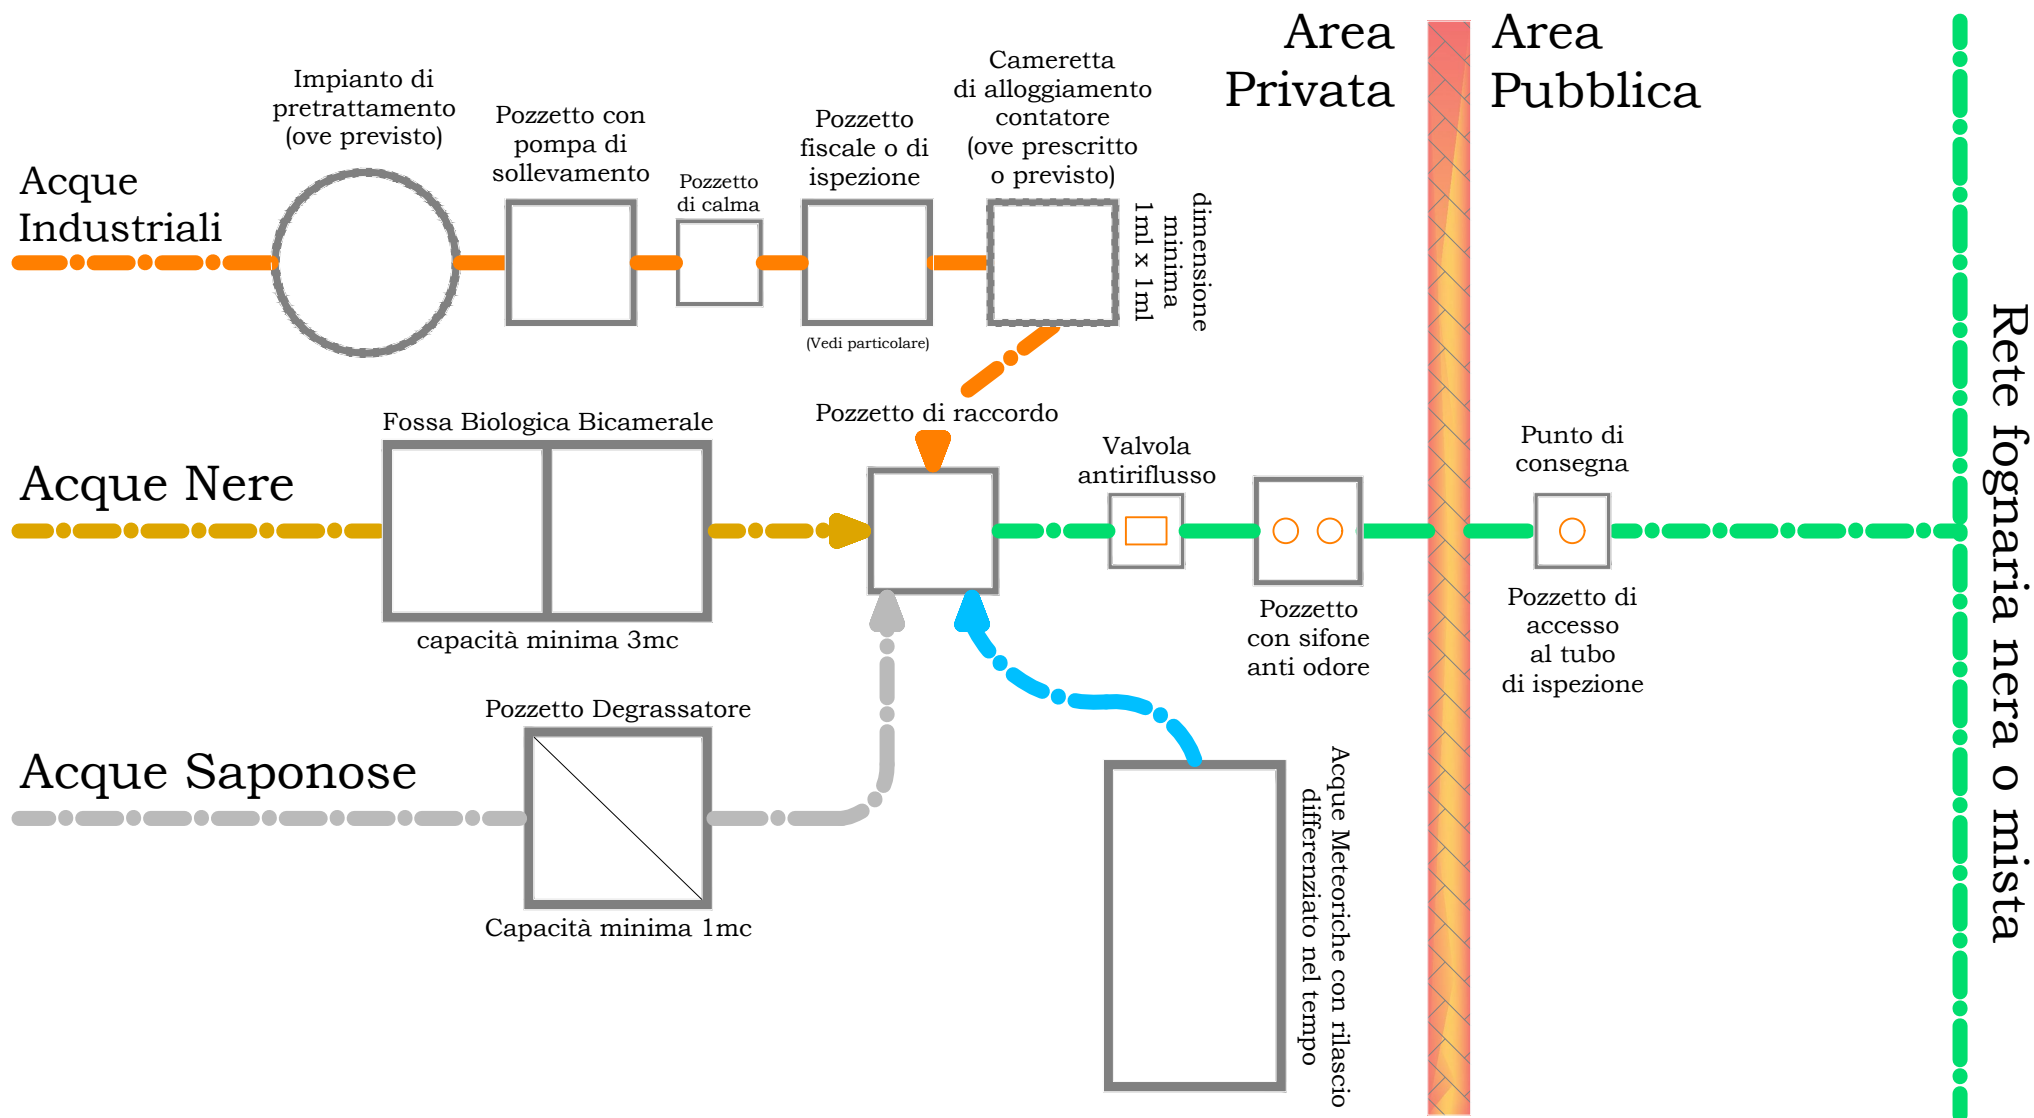 Area
Privata
Area
Pubblica
Impianto di
pretrattamento
(ove previsto)
Pozzetto con
pompa di
sollevamento
Pozzetto
di calma
Pozzetto
fiscale o di
ispezione
(Vedi particolare)
Cameretta
di alloggiamento
contatore
(ove prescritto
o previsto)
dimensione
minima
1ml x 1ml
Acque
Industriali
Pozzetto di raccordo
Fossa Biologica Bicamerale
capacità minima 3mc
Acque Nere
Valvola
antiriflusso
Pozzetto
con sifone
anti odore
Punto di
consegna
Pozzetto di
accesso
al tubo
di ispezione
Acque Saponose
Pozzetto Degrassatore
Capacità minima 1mc
Acque Meteoriche con rilascio
differenziato nel tempo
Rete fognaria nera o mista